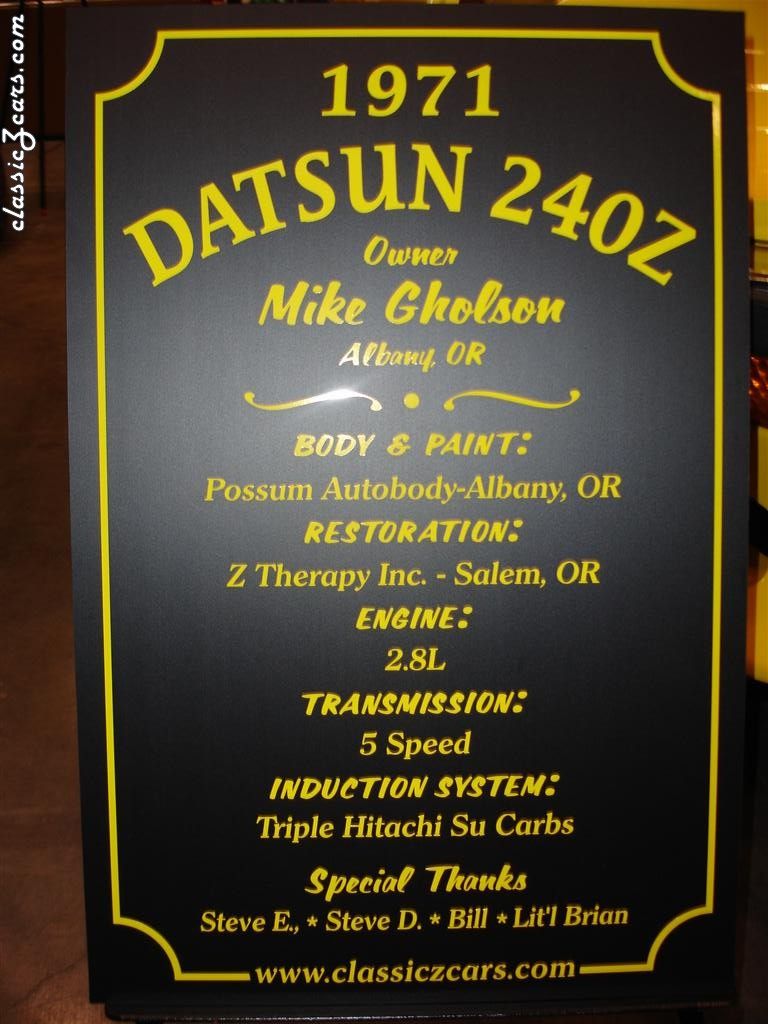 classicZcars.com
1971
DATSUN 240Z
Owner
Mike Gholson
Albany, OR
BODY & PAINT:
Possum Autobody-Albany, OR
RESTORATION:
Z Therapy Inc. - Salem, OR
ENGINE:
2.8L
TRANSMISSION:
5 Speed
INDUCTION SYSTEM:
Triple Hitachi Su Carbs
Special Thanks
Steve E., * Steve D. * Bill * Lit'l Brian
www.classiczcars.com